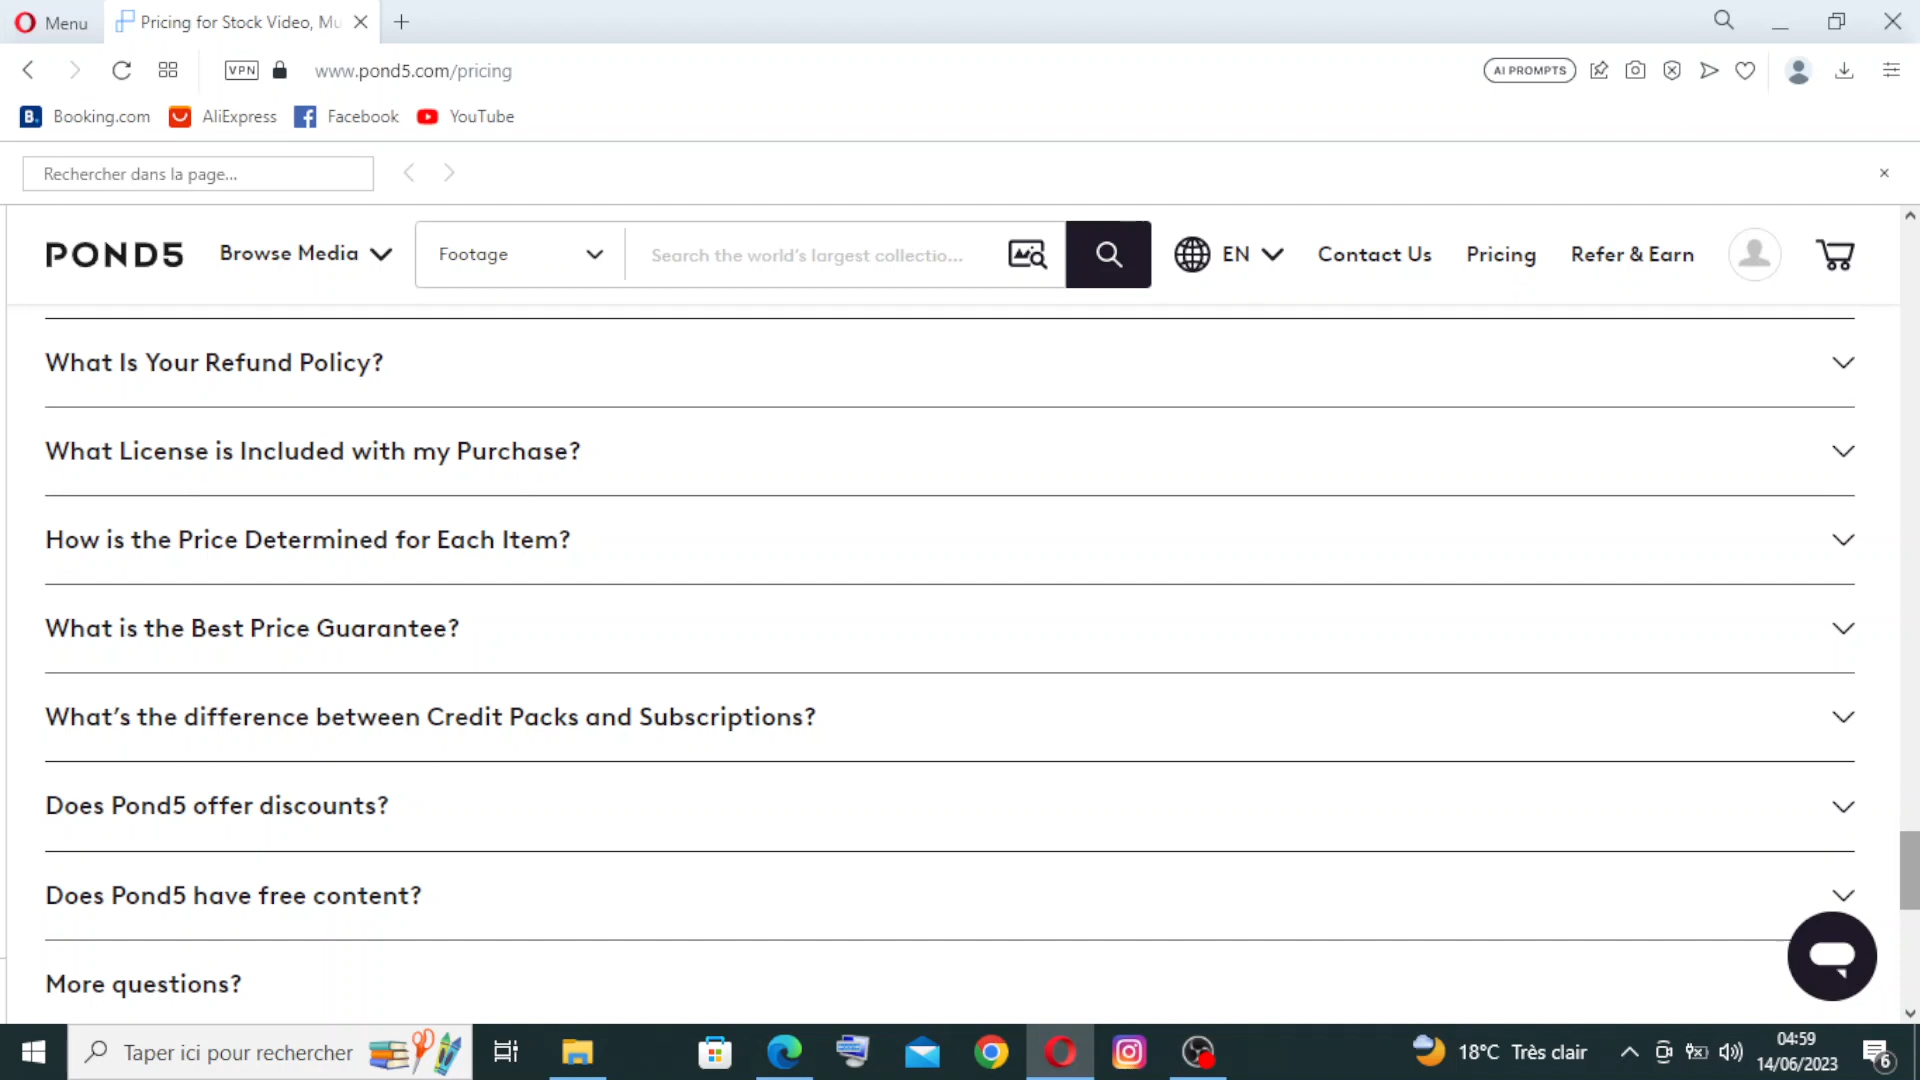 Menu
Pricing for Stock Video, Mu
VPN
www.pond5.com/pricing
AI PROMPTS
B. Booking.com
AliExpress
Facebook
YouTube
Rechercher dans la page...
POND5
Browse Media
Footage
Search the world's largest collectio...
EN
Contact Us
Pricing
Refer & Earn
What Is Your Refund Policy?
What License is Included with my Purchase?
How is the Price Determined for Each Item?
What is the Best Price Guarantee?
What's the difference between Credit Packs and Subscriptions?
Does Pond5 offer discounts?
Does Pond5 have free content?
More questions?
Taper ici pour rechercher
18°C Très clair
04:59
14/06/2023
6